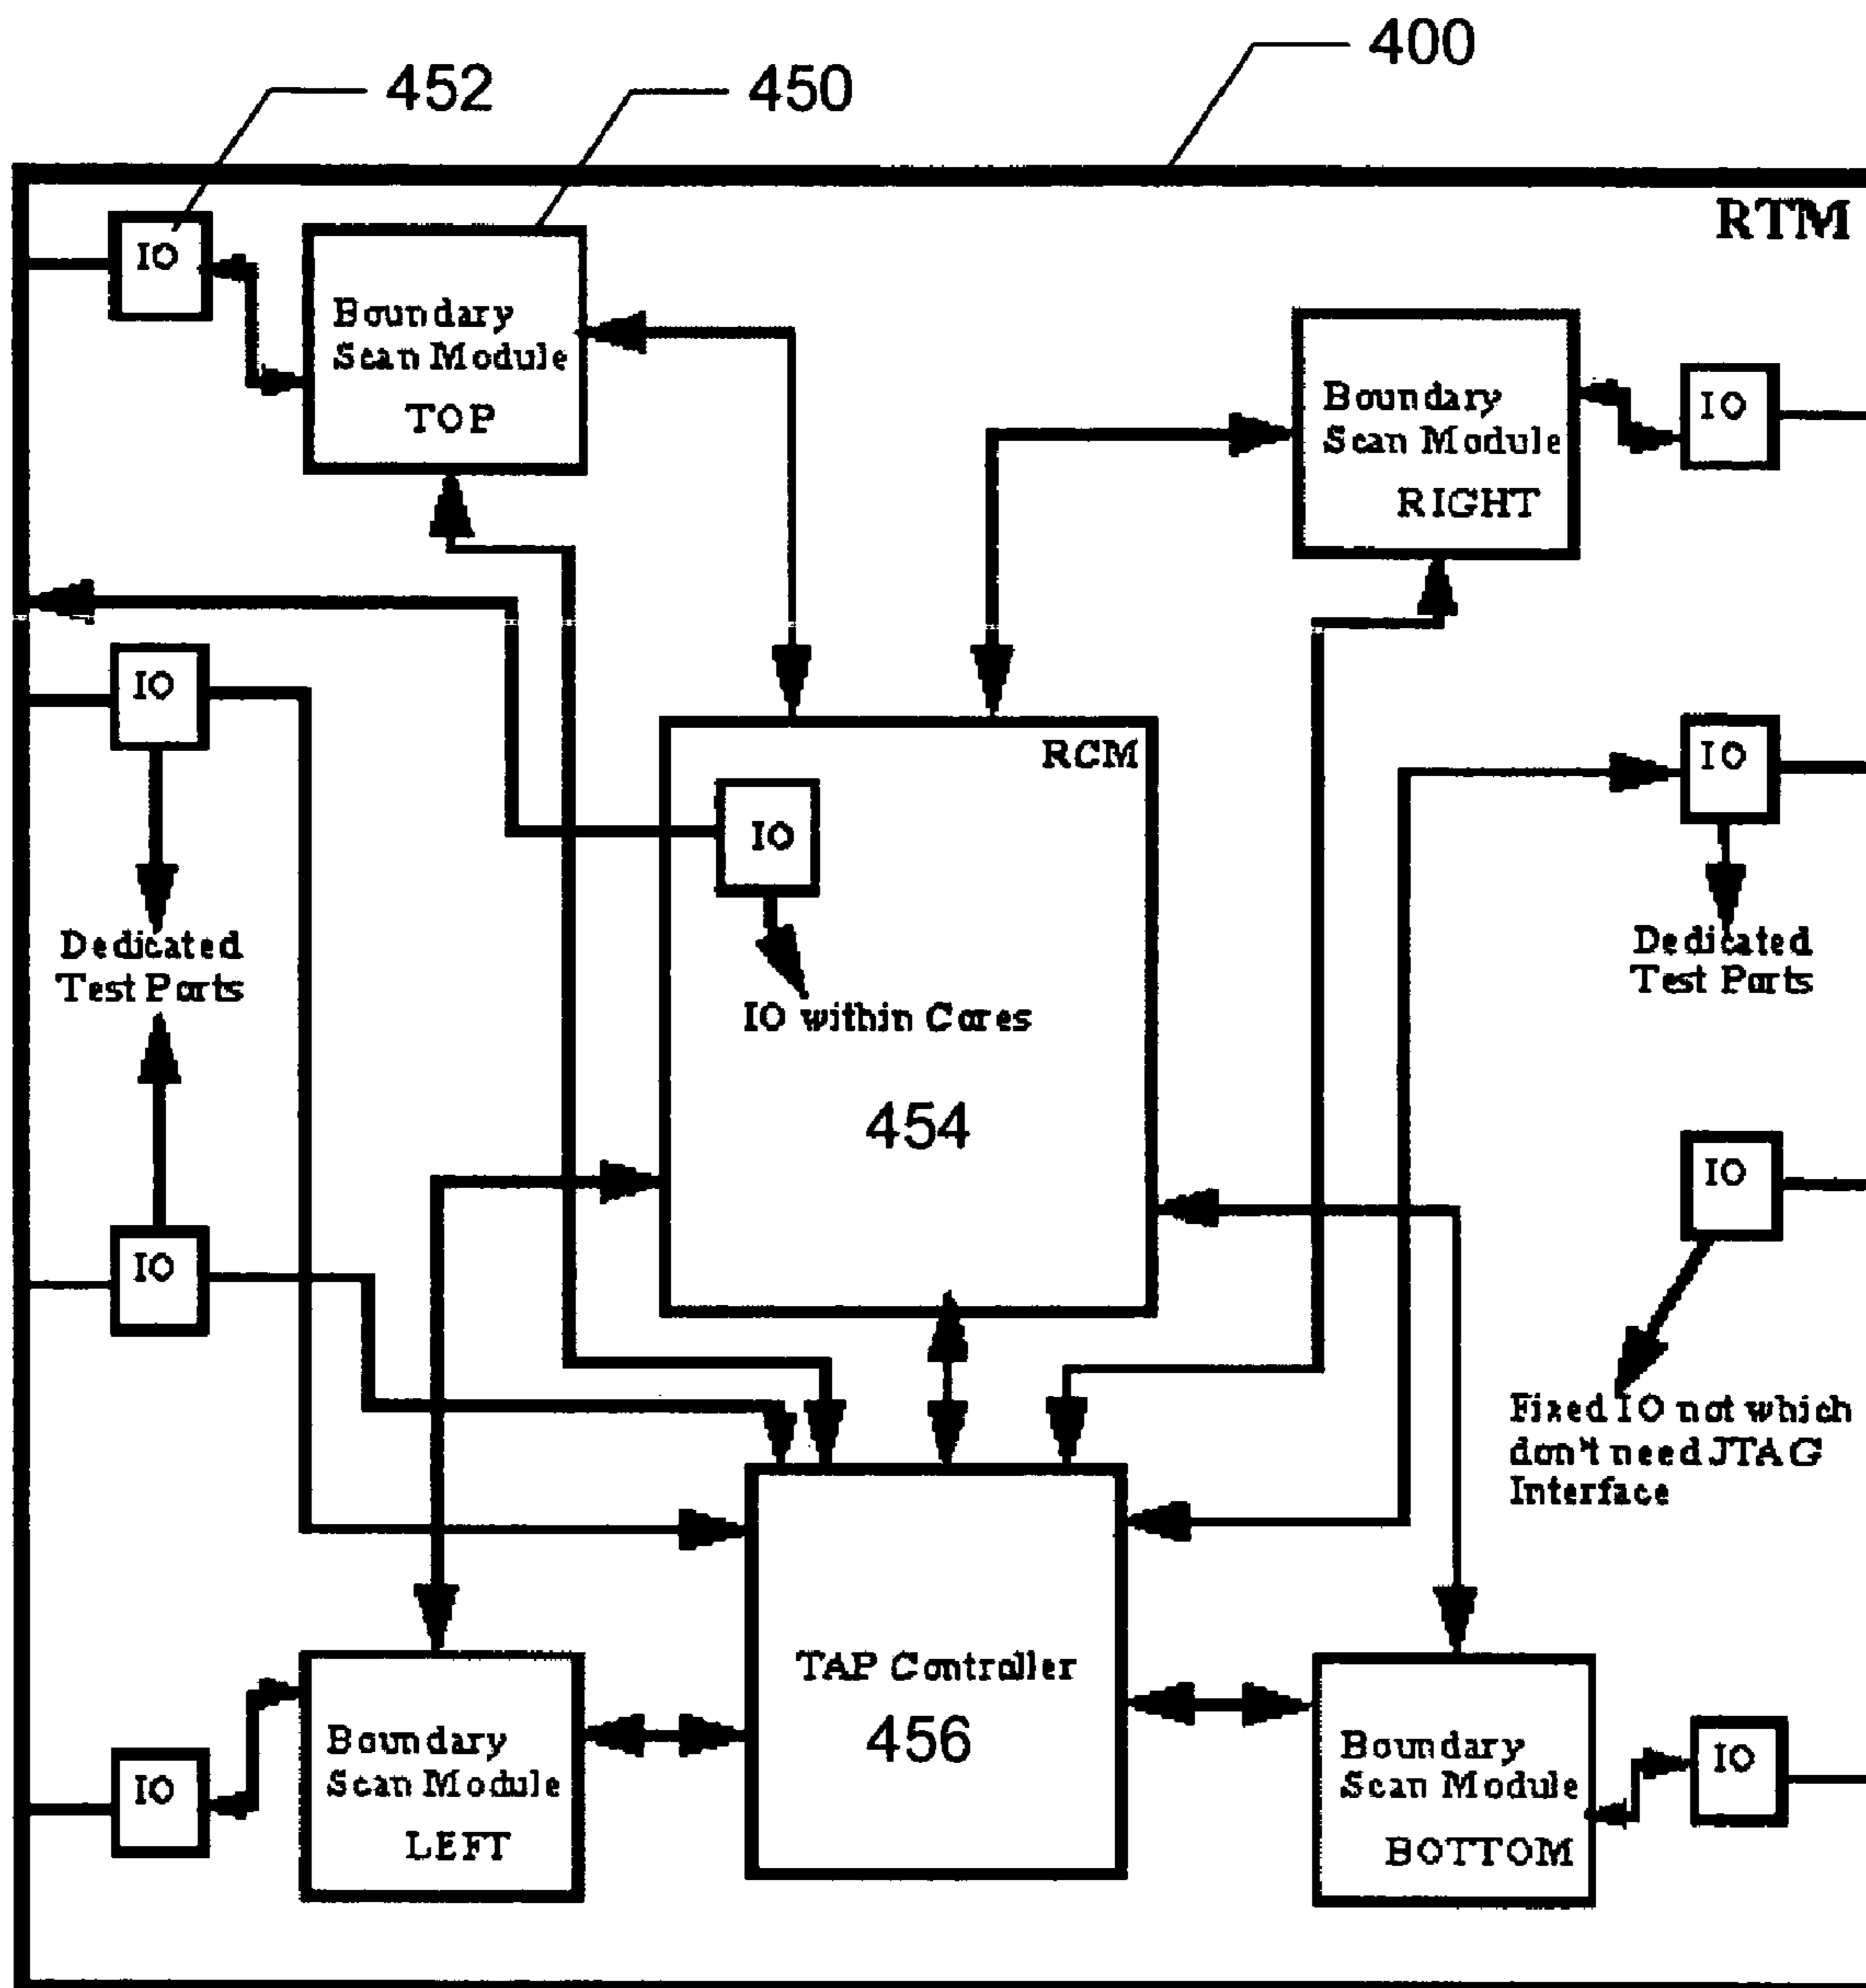 400
452
450
RTM
IO
Boundary
Scan Module
TOP
Boundary
Scan Module
RIGHT
IO
IO
RCM
IO
IO
Dedicated
Test Ports
IO within Cores
Dedicated
Test Ports
454
IO
IO
Fixed IO not which
don't need JTAG
Interface
TAP Controller
456
IO
Boundary
Scan Module
LEFT
Boundary
Scan Module
BOTTOM
IO